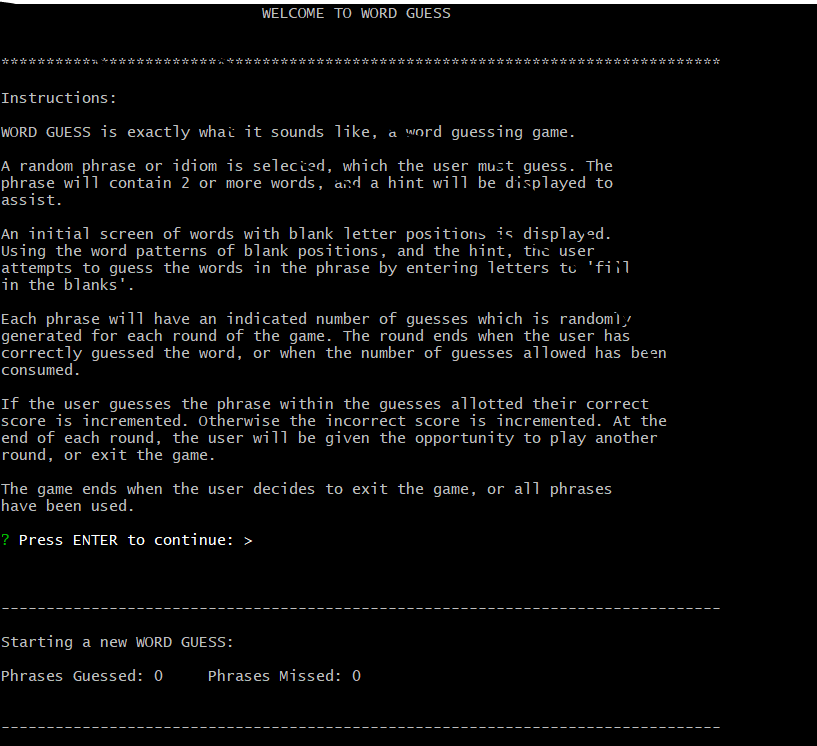 WELCOME TO WORD GUESS
********************************************************************************
Instructions:
WORD GUESS is exactly what it sounds like, a word guessing game.
A random phrase or idiom is selected, which the user must guess. The
phrase will contain 2 or more words, and a hint will be displayed to
assist.
An initial screen of words with blank letter positions is displayed.
Using the word patterns of blank positions, and the hint, the user
attempts to guess the words in the phrase by entering letters to 'fill
in the blanks'.
Each phrase will have an indicated number of guesses which is randomly
generated for each round of the game. The round ends when the user has
correctly guessed the word, or when the number of guesses allowed has been
consumed.
If the user guesses the phrase within the guesses allotted their correct
score is incremented. Otherwise the incorrect score is incremented. At the
end of each round, the user will be given the opportunity to play another
round, or exit the game.
The game ends when the user decides to exit the game, or all phrases
have been used.
? Press ENTER to continue: >
--------------------------------------------------------------------------------
Starting a new WORD GUESS:
Phrases Guessed: 0     Phrases Missed: 0
--------------------------------------------------------------------------------